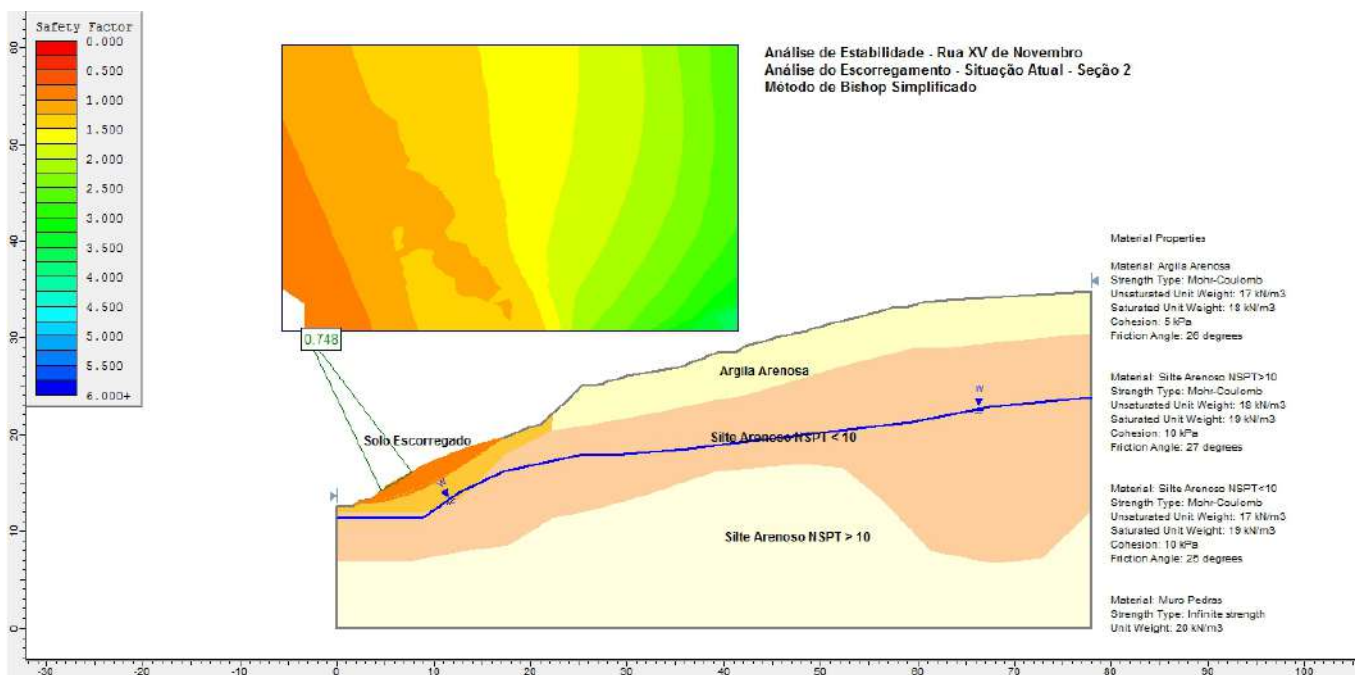 Safety Factor
0.000
0.500
1.000
1.500
2.000
2.500
3.000
3.500
4.000
4.500
5.000
5.500
6.000+
60
50
40
30
20
10
0
Análise de Estabilidade - Rua XV de Novembro
Análise do Escorregamento - Situação Atual - Seção 2
Método de Bishop Simplificado
0.748
Solo Escorregado
Argila Arenosa
Silte Arenoso NSPT < 10
Silte Arenoso NSPT > 10
W
W
Material Properties
Material: Argila Arenosa
Strength Type: Mohr-Coulomb
Unsaturated Unit Weight: 17 kN/m3
Saturated Unit Weight: 18 kN/m3
Cohesion: 5 kPa
Friction Angle: 26 degrees
Material: Silte Arenoso NSPT>10
Strength Type: Mohr-Coulomb
Unsaturated Unit Weight: 18 kN/m3
Saturated Unit Weight: 19 kN/m3
Cohesion: 10 kPa
Friction Angle: 27 degrees
Material: Silte Arenoso NSPT<10
Strength Type: Mohr-Coulomb
Unsaturated Unit Weight: 17 kN/m3
Saturated Unit Weight: 19 kN/m3
Cohesion: 10 kPa
Friction Angle: 25 degrees
Material: Muro Pedras
Strength Type: Infinite strength
Unit Weight: 20 kN/m3
-30 -20 -10 0 10 20 30 40 50 60 70 80 90 100